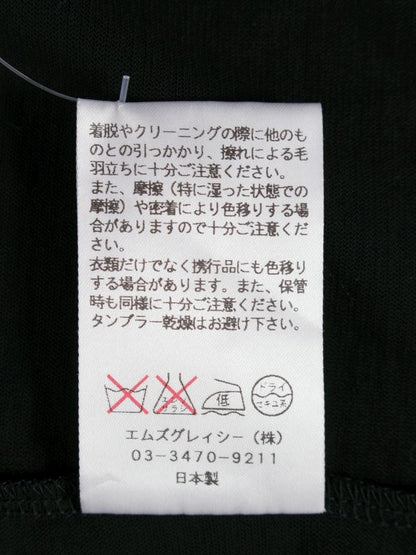 着脱やクリーニングの際に他のも
のとの引っかかり、擦れによる毛
羽立ちに十分ご注意ください。
また、摩擦（特に湿った状態での
摩擦）や密着により色移りする場
合がありますので十分ご注意くだ
さい。
衣類だけでなく携行品にも色移り
する場合があります。また、保管
時も同様に十分ご注意ください。
タンブラー乾燥はお避け下さい。
エンソ
サラシ
低
ドライ
セキユ系
エムズグレイシー（株）
03-3470-9211
日本製